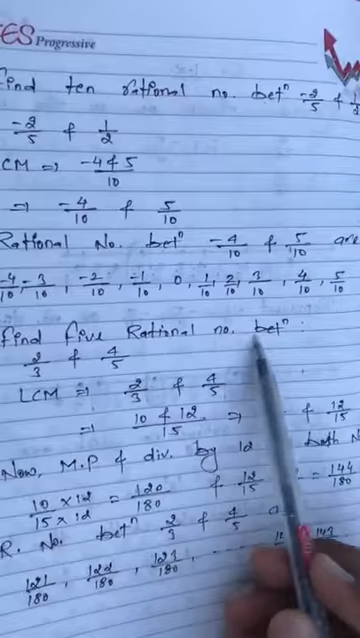 ES Progressive
Find ten rational no. betⁿ -2/5 & 1/2
-2/5 & 1/2
LCM => -4 & 5/10
=> -4/10 & 5/10
Rational No. betⁿ -4/10 & 5/10 are
-4/10, -3/10, -2/10, -1/10, 0, 1/10, 2/10, 3/10, 4/10, 5/10
Find five Rational no. betⁿ :
2/3 & 4/5
LCM => 2/3 & 4/5
=> 10 & 12/15 => & 12/15
Now, M.P & div. by 12 both N
10/15 × 12/12 = 120/180 & 12/15 = 144/180
R. No. betⁿ 2/3 & 4/5 a
121/180, 122/180, 123/180, ---- 143